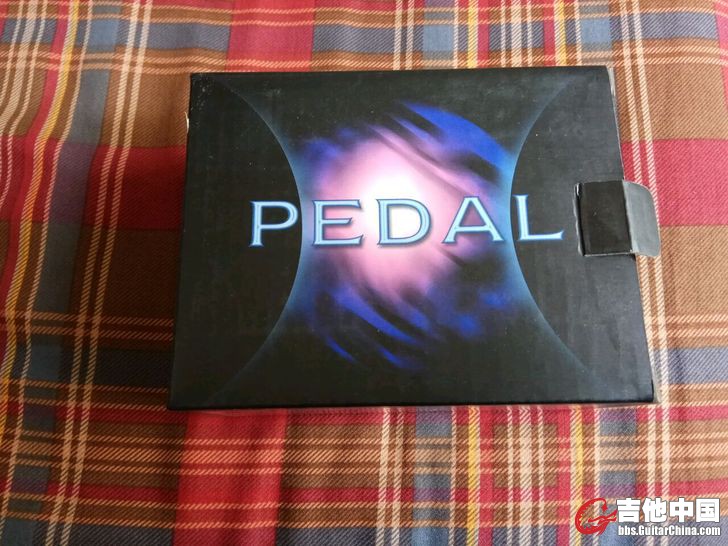 PEDAL
吉他中国
bbs.GuitarChina.com